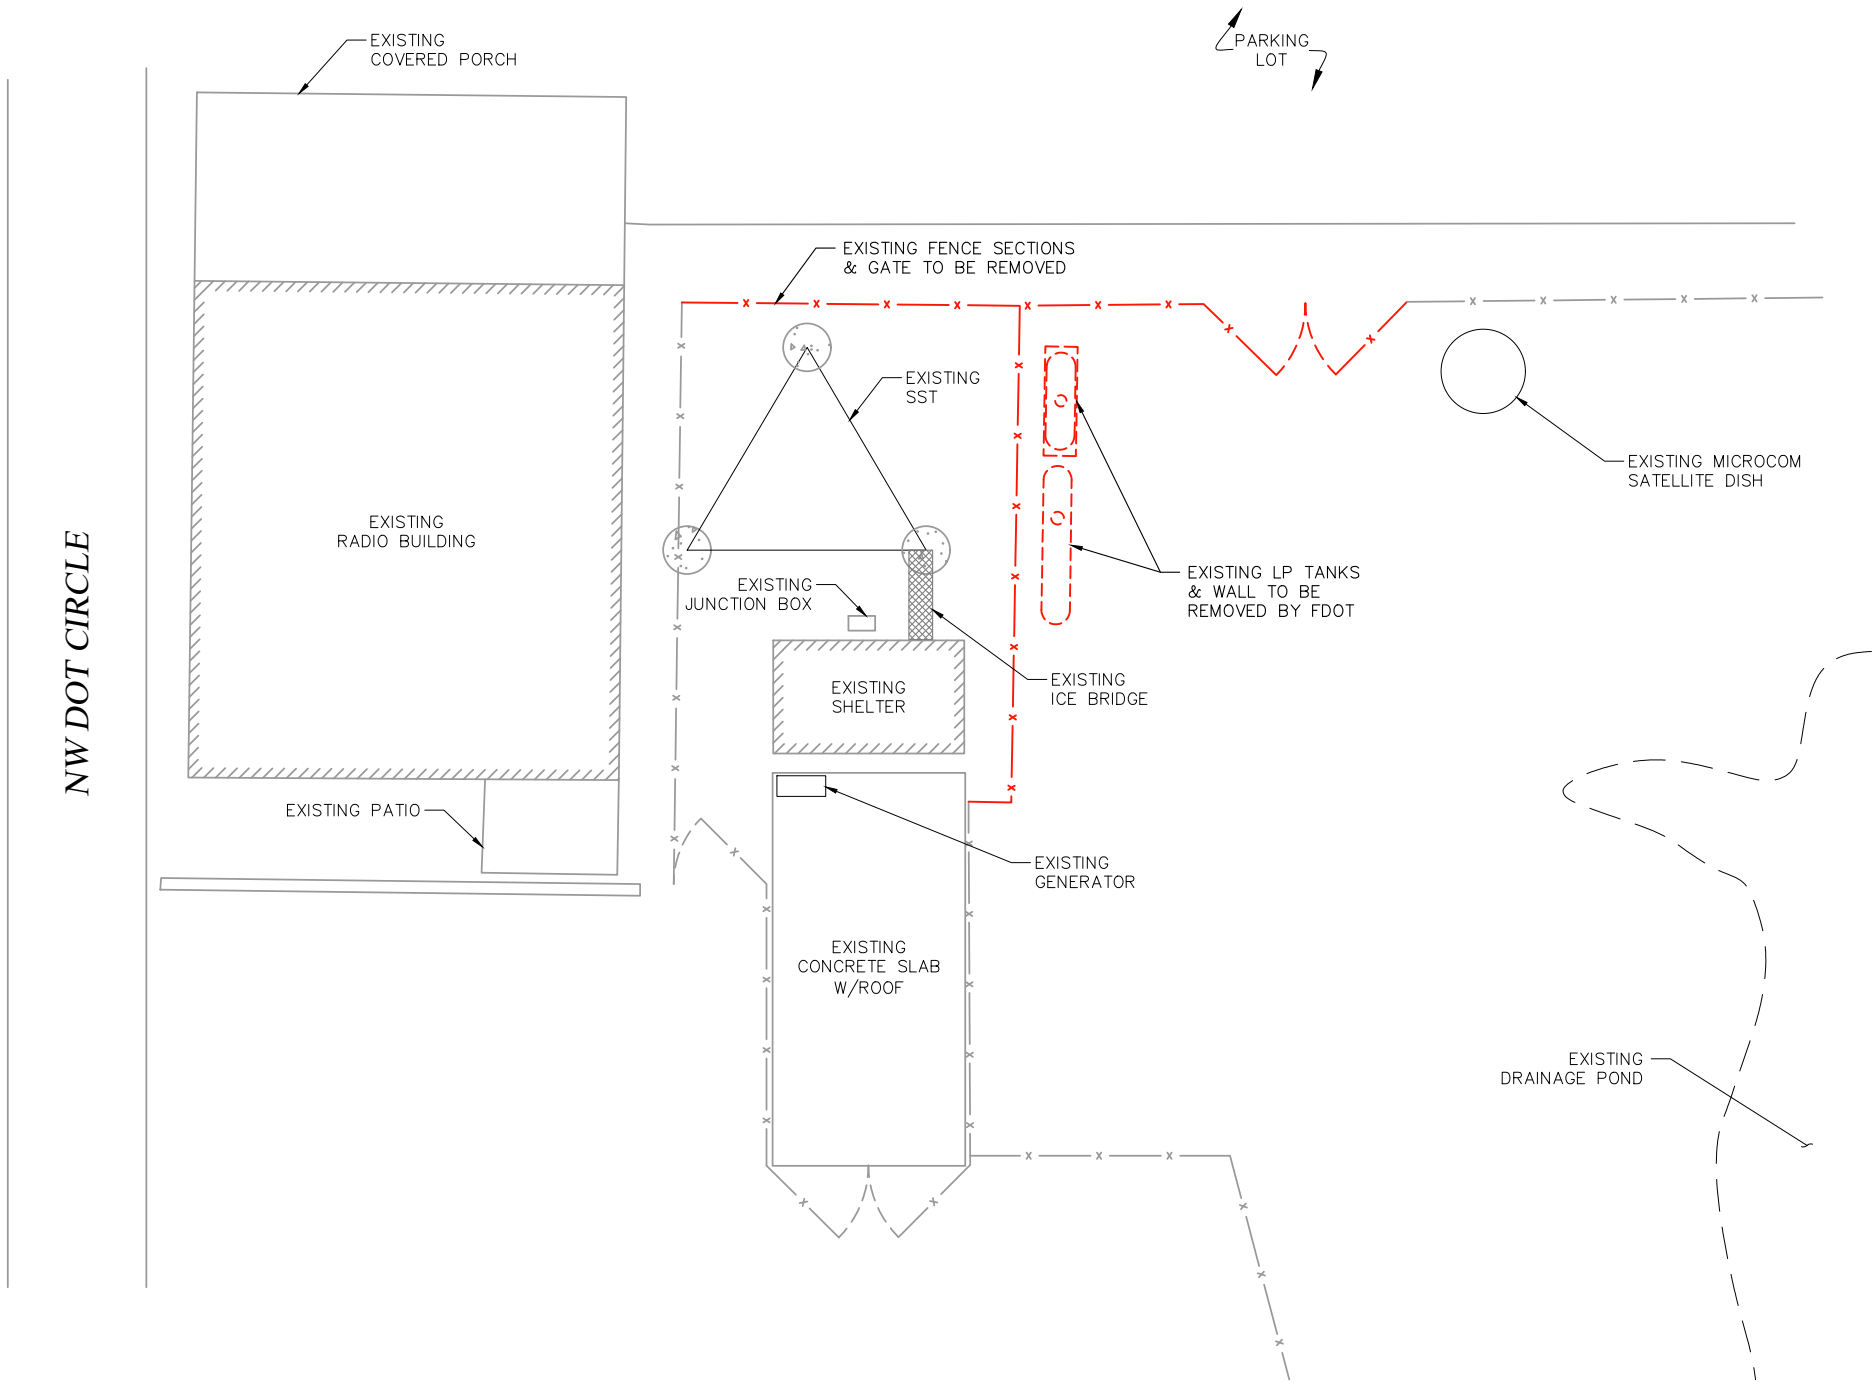 EXISTING
COVERED PORCH
PARKING
LOT
EXISTING FENCE SECTIONS
& GATE TO BE REMOVED
EXISTING
SST
EXISTING MICROCOM
SATELLITE DISH
EXISTING
RADIO BUILDING
EXISTING
JUNCTION BOX
EXISTING LP TANKS
& WALL TO BE
REMOVED BY FDOT
NW DOT CIRCLE
EXISTING
SHELTER
EXISTING
ICE BRIDGE
EXISTING PATIO
EXISTING
GENERATOR
EXISTING
CONCRETE SLAB
W/ROOF
EXISTING
DRAINAGE POND